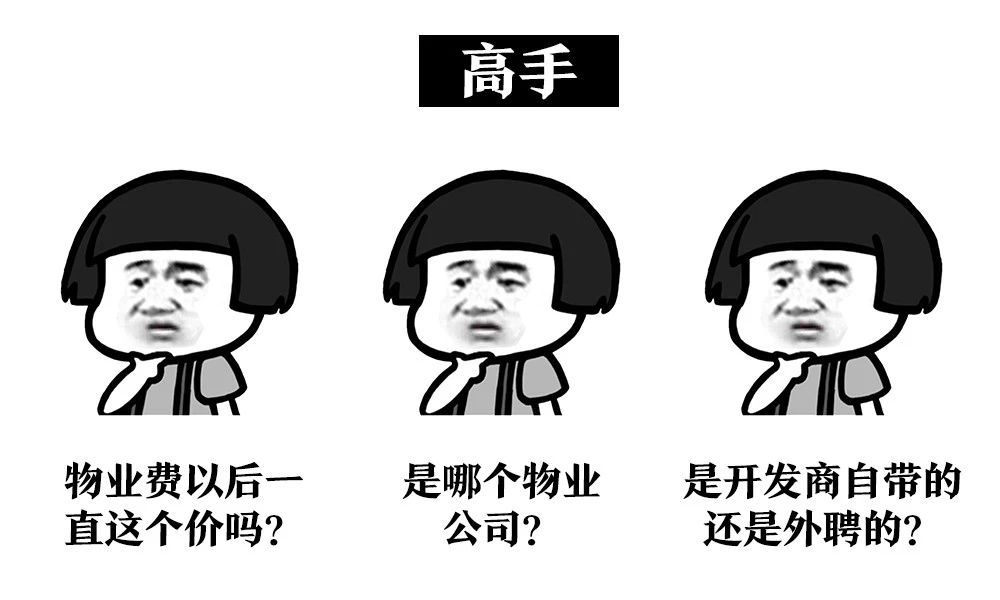 高手
物业费以后一
直这个价吗？
是哪个物业
公司？
是开发商自带的
还是外聘的？